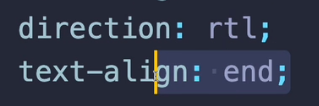 direction: rtl;
text-align: end;